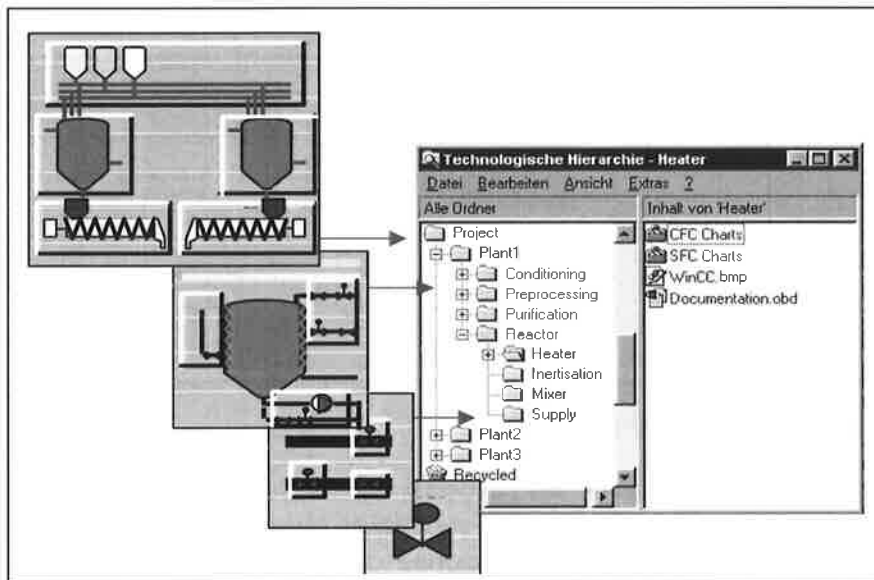 Technologische Hierarchie - Heater
Datei Bearbeiten Ansicht Extras ?
Alle Ordner
Inhalt von 'Heater'
Project
Plant1
Conditioning
Preprocessing
Purification
Reactor
Heater
Inertisation
Mixer
Supply
Plant2
Plant3
Recycled
CFC Charts
SFC Charts
WinCC.bmp
Documentation.obd